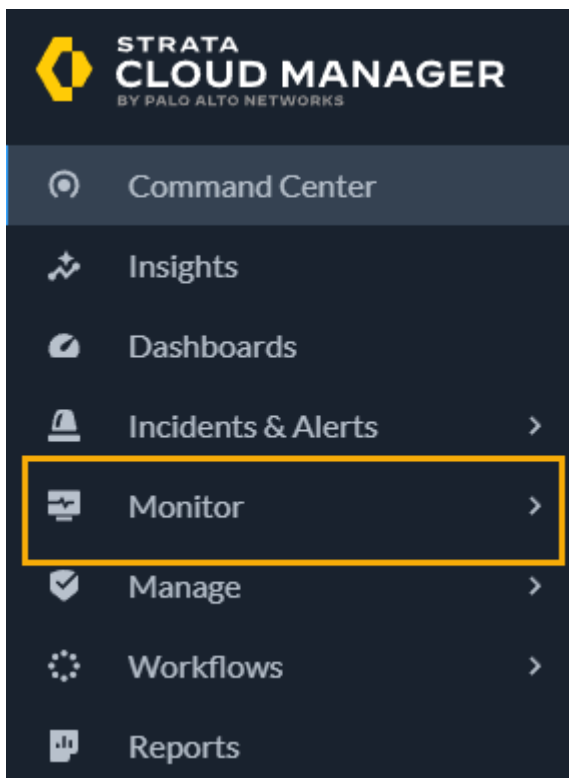 STRATA
CLOUD MANAGER
BY PALO ALTO NETWORKS
Command Center
Insights
Dashboards
Incidents & Alerts
Monitor
Manage
Workflows
Reports